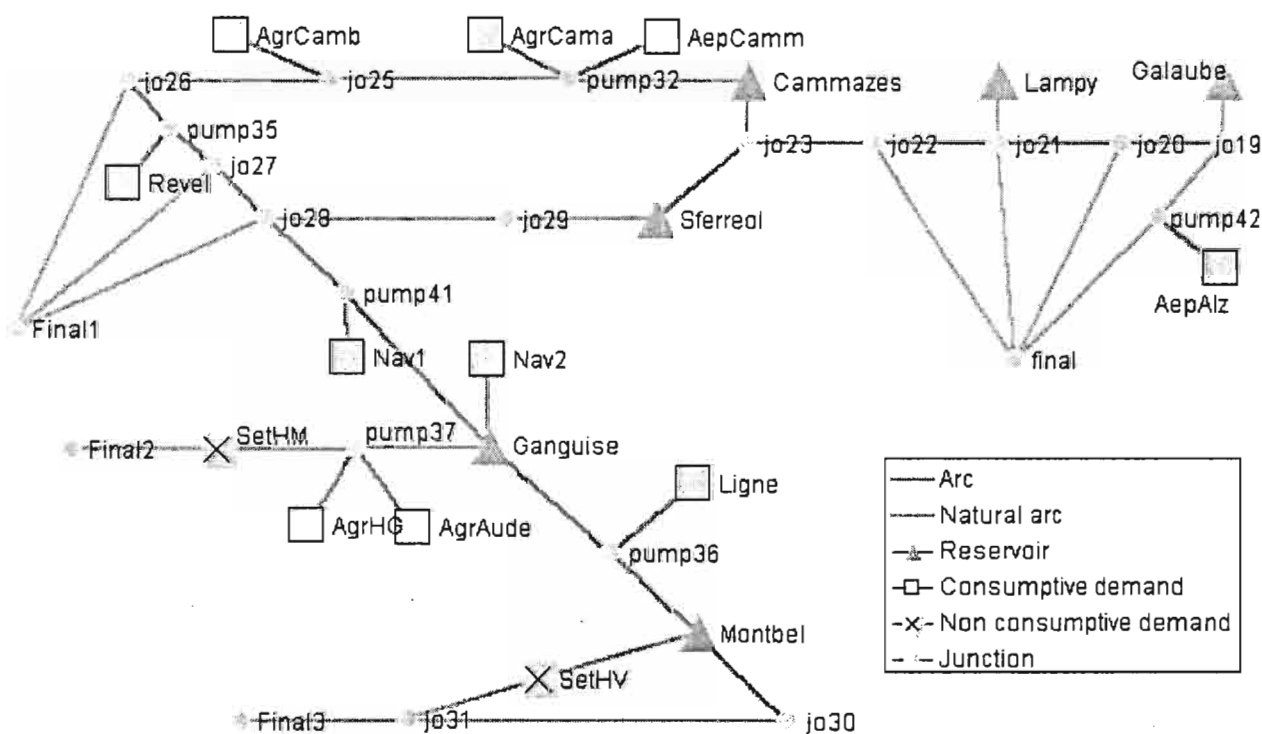 AgrCamb
AgrCama
AepCamm
jo26
jo25
pump32
Cammazes
Lampy
Galaube
pump35
jo27
Revel
jo23
jo22
jo21
jo20
jo19
jo28
jo29
Sferreol
pump42
AepAlz
Final1
pump41
Nav1
Nav2
final
Final2
SetHM
pump37
Ganguise
AgrHG
AgrAude
Ligne
pump36
Montbel
SetHV
Final3
jo31
jo30
Arc
Natural arc
Reservoir
Consumptive demand
Non consumptive demand
Junction